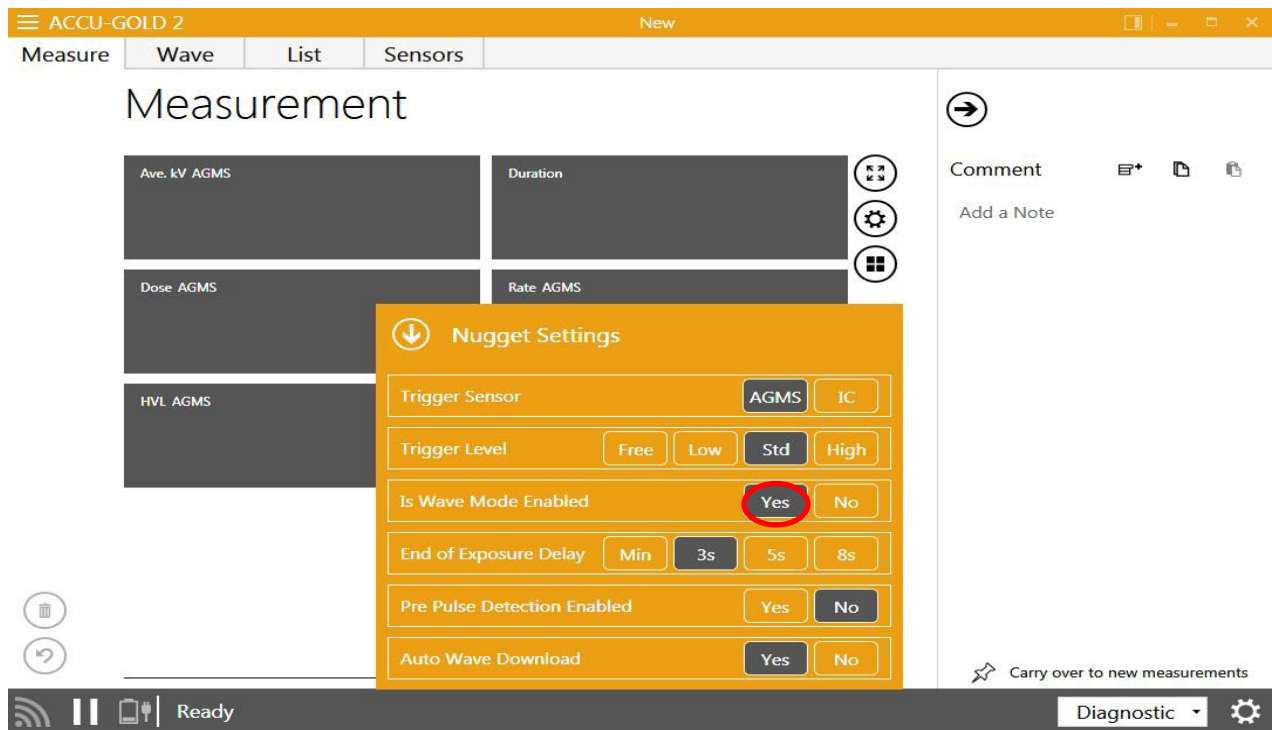 ACCU-GOLD 2
New
Measure Wave List Sensors
Measurement
Ave. kV AGMS
Duration
Dose AGMS
Rate AGMS
HVL AGMS
Nugget Settings
Trigger Sensor AGMS IC
Trigger Level Free Low Std High
Is Wave Mode Enabled Yes No
End of Exposure Delay Min 3s 5s 8s
Pre Pulse Detection Enabled Yes No
Auto Wave Download Yes No
Comment
Add a Note
Carry over to new measurements
Ready
Diagnostic